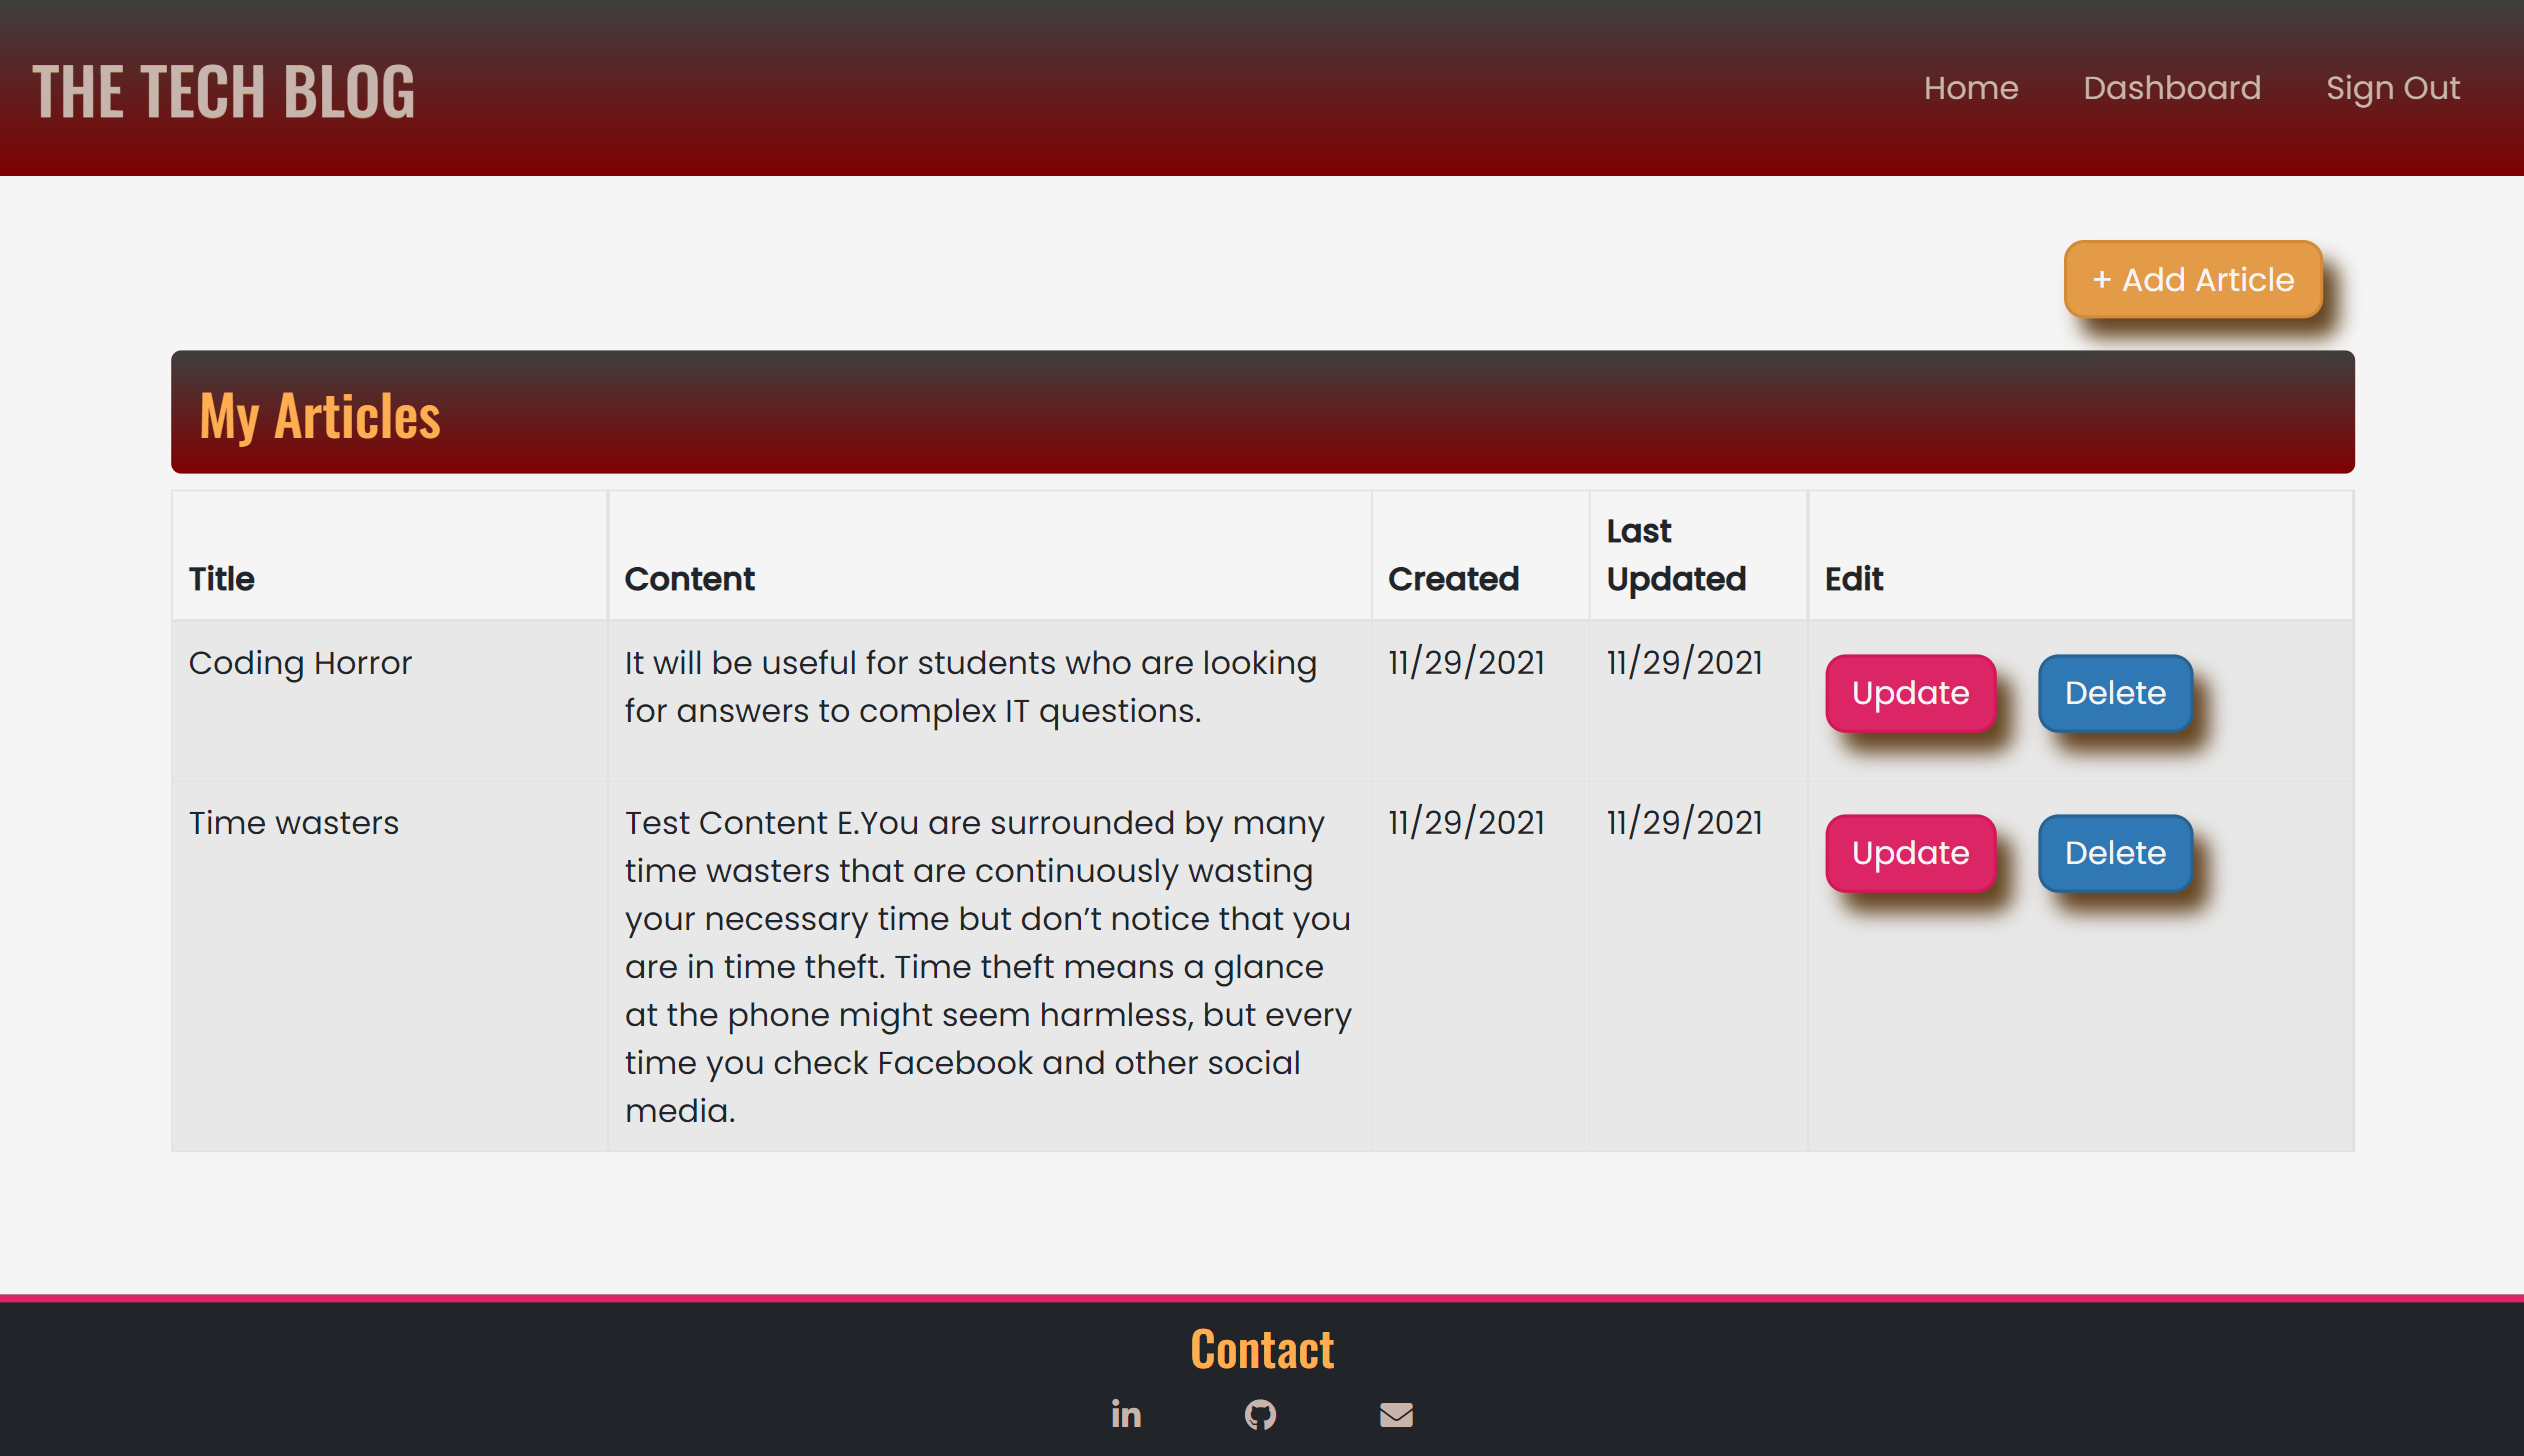 THE TECH BLOG
Home Dashboard Sign Out
+ Add Article
My Articles
Title Content Created Last Updated Edit
Coding Horror
It will be useful for students who are looking
for answers to complex IT questions.
11/29/2021 11/29/2021 Update Delete
Time wasters
Test Content E.You are surrounded by many
time wasters that are continuously wasting
your necessary time but don’t notice that you
are in time theft. Time theft means a glance
at the phone might seem harmless, but every
time you check Facebook and other social
media.
11/29/2021 11/29/2021 Update Delete
Contact
in